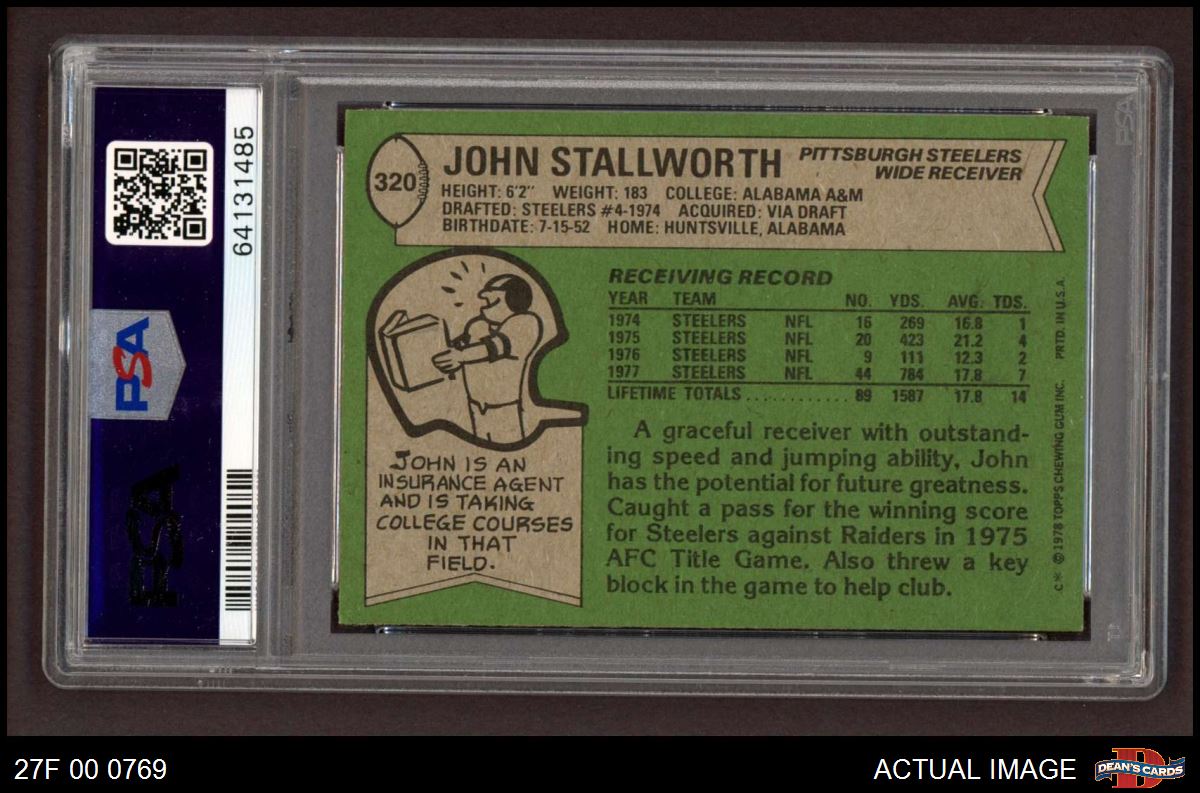 64131485
PSA
PSA
PSA
320
JOHN STALLWORTH
PITTSBURGH STEELERS
WIDE RECEIVER
HEIGHT: 6'2" WEIGHT: 183 COLLEGE: ALABAMA A&M
DRAFTED: STEELERS #4-1974 ACQUIRED: VIA DRAFT
BIRTHDATE: 7-15-52 HOME: HUNTSVILLE, ALABAMA
RECEIVING RECORD
YEAR TEAM NO. YDS. AVG. TDS.
1974 STEELERS NFL 16 269 16.8 1
1975 STEELERS NFL 20 423 21.2 4
1976 STEELERS NFL 9 111 12.3 2
1977 STEELERS NFL 44 784 17.8 7
LIFETIME TOTALS............ 89 1587 17.8 14
A graceful receiver with outstand-
ing speed and jumping ability, John
has the potential for future greatness.
Caught a pass for the winning score
for Steelers against Raiders in 1975
AFC Title Game. Also threw a key
block in the game to help club.
JOHN IS AN
INSURANCE AGENT
AND IS TAKING
COLLEGE COURSES
IN THAT
FIELD.
C* © 1978 TOPPS CHEWING GUM INC. PRTD. IN U.S.A.
27F 00 0769
ACTUAL IMAGE
D
DEAN'S CARDS